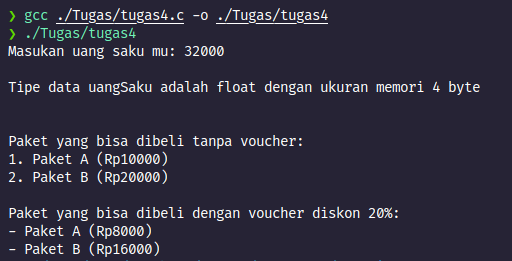 ❯ gcc ./Tugas/tugas4.c -o ./Tugas/tugas4
❯ ./Tugas/tugas4
Masukan uang saku mu: 32000
Tipe data uangSaku adalah float dengan ukuran memori 4 byte
Paket yang bisa dibeli tanpa voucher:
1. Paket A (Rp10000)
2. Paket B (Rp20000)
Paket yang bisa dibeli dengan voucher diskon 20%:
- Paket A (Rp8000)
- Paket B (Rp16000)